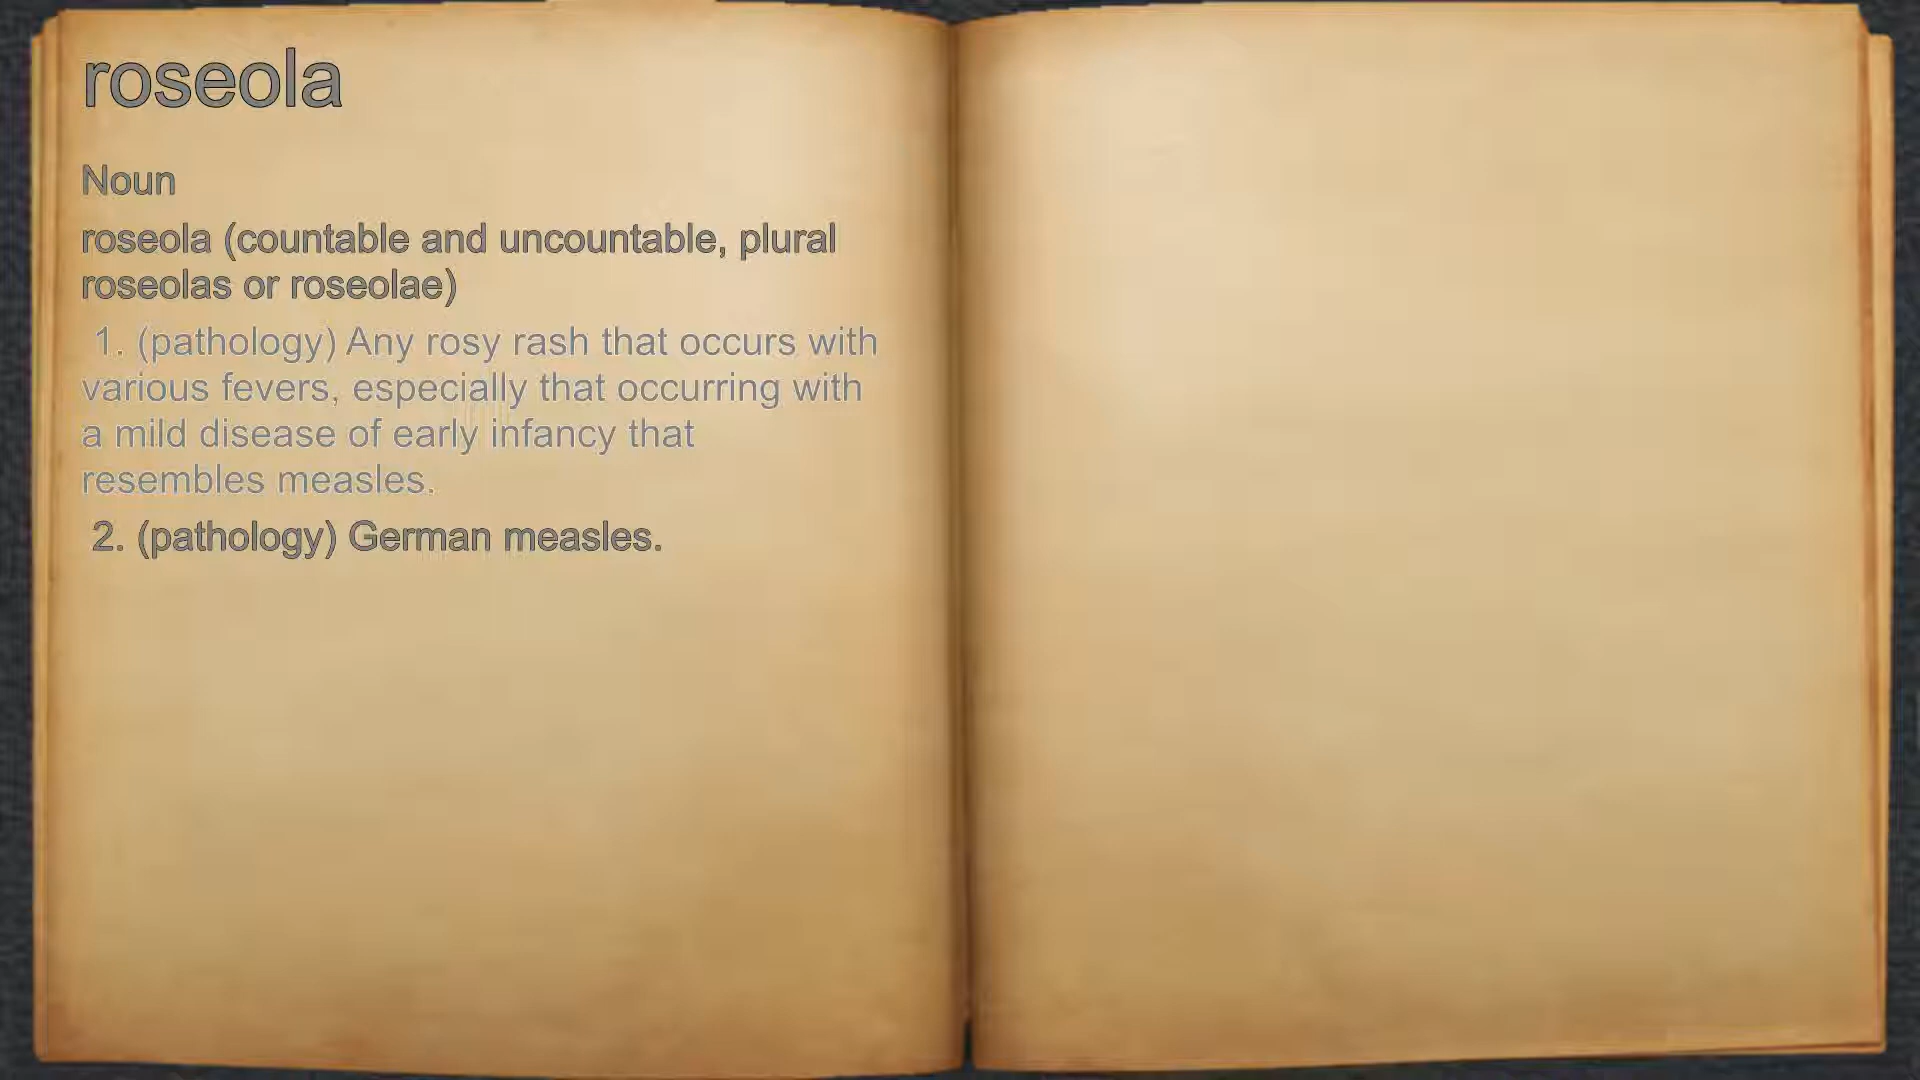 roseola
Noun
roseola (countable and uncountable, plural
roseolas or roseolae)
1. (pathology) Any rosy rash that occurs with
various fevers, especially that occurring with
a mild disease of early infancy that
resembles measles.
2. (pathology) German measles.